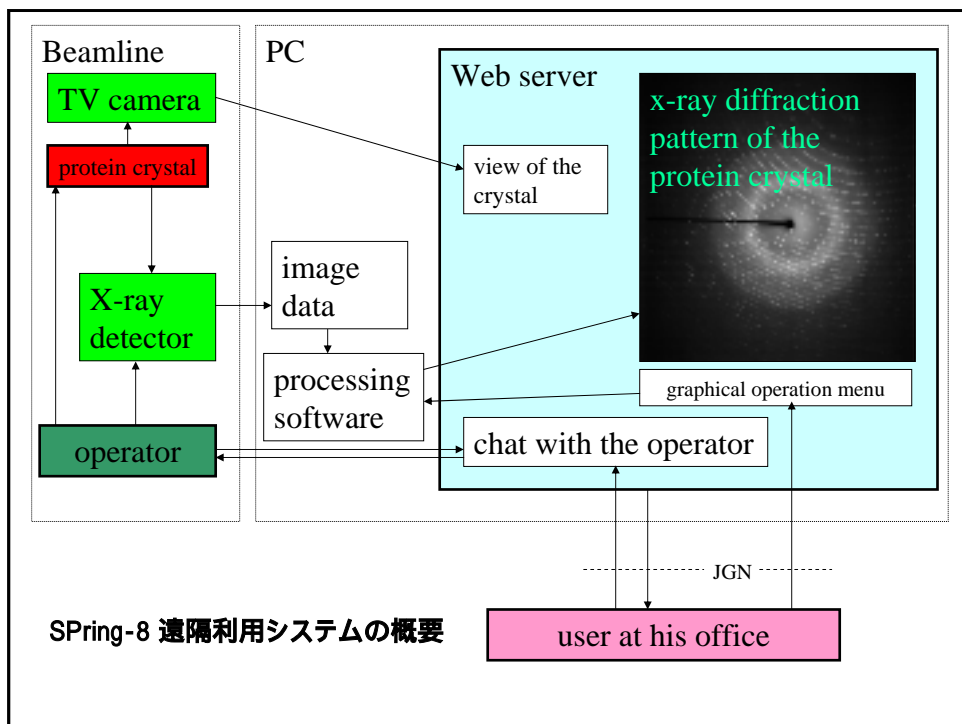 Beamline
TV camera
protein crystal
X-ray
detector
operator
PC
image
data
processing
software
Web server
view of the
crystal
x-ray diffraction
pattern of the
protein crystal
graphical operation menu
chat with the operator
JGN
user at his office
SPring-8 遠隔利用システムの概要